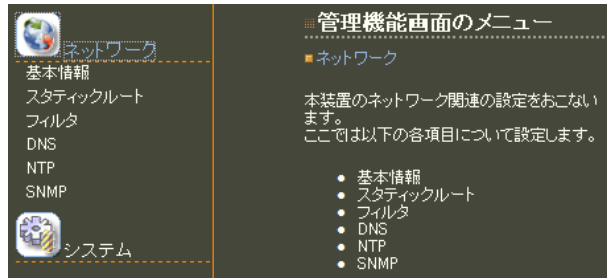 ネットワーク
基本情報
スタティックルート
フィルタ
DNS
NTP
SNMP
システム
管理機能画面のメニュー
ネットワーク
本装置のネットワーク関連の設定をおこない
ます。
ここでは以下の各項目について設定します。
基本情報
スタティックルート
フィルタ
DNS
NTP
SNMP